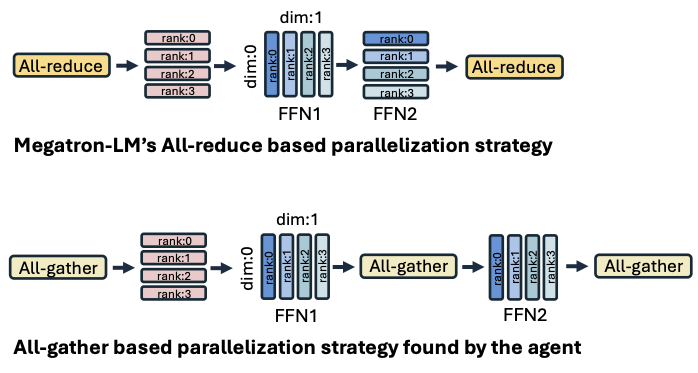 dim:1
All-reduce
rank:0
rank:1
rank:2
rank:3
dim:0
rank:0
rank:1
rank:2
rank:3
rank:0
rank:1
rank:2
rank:3
All-reduce
FFN1
FFN2
Megatron-LM's All-reduce based parallelization strategy
dim:1
All-gather
rank:0
rank:1
rank:2
rank:3
dim:0
rank:0
rank:1
rank:2
rank:3
All-gather
rank:0
rank:1
rank:2
rank:3
All-gather
FFN1
FFN2
All-gather based parallelization strategy found by the agent